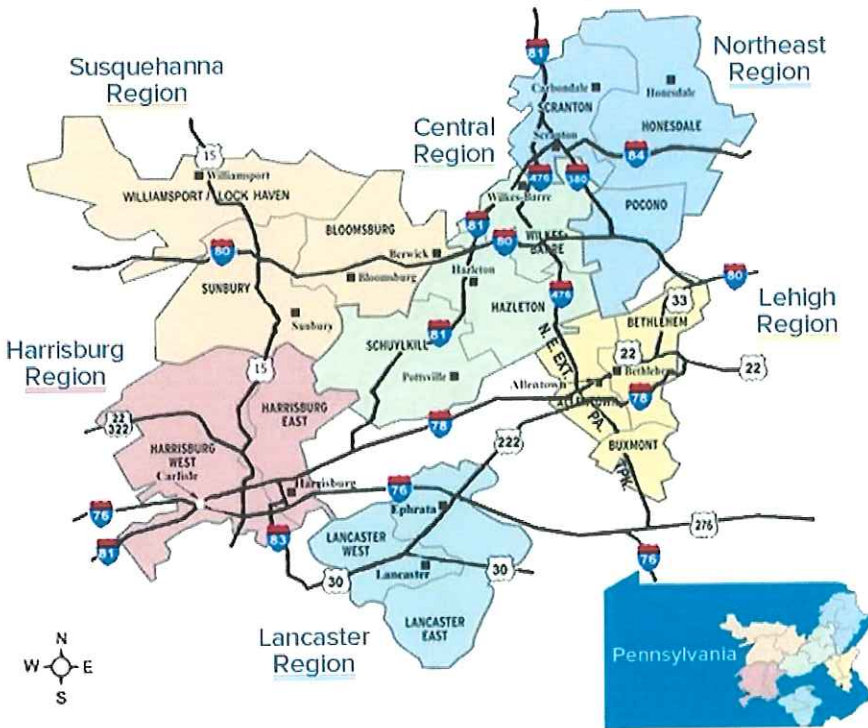 Northeast
Region
Susquehanna
Region
Central
Region
81
Carbondale
SCRANTON
Scranton
Honesdale
HONESDALE
84
15
Williamsport
WILLIAMSPORT / LOCK HAVEN
476
380
Wilkes-Barre
POCONO
BLOOMSBURG
81
WILKES-
BARRE
80
Berwick
80
80
Bloomsburg
Hazleton
SUNBURY
HAZLETON
476
33
Lehigh
Region
BETHLEHEM
Sunbury
81
SCHUYLKILL
N. E. EXT.
22
22
Bethlehem
Harrisburg
Region
15
Pottsville
Allentown
ALLENTOWN
78
22
322
HARRISBURG
EAST
78
PA.
222
BUXMONT
HARRISBURG
WEST
Carlisle
TPK.
Harrisburg
76
76
Ephrata
276
81
83
LANCASTER
WEST
30
Lancaster
30
76
LANCASTER
EAST
Lancaster
Region
N
W
E
S
Pennsylvania